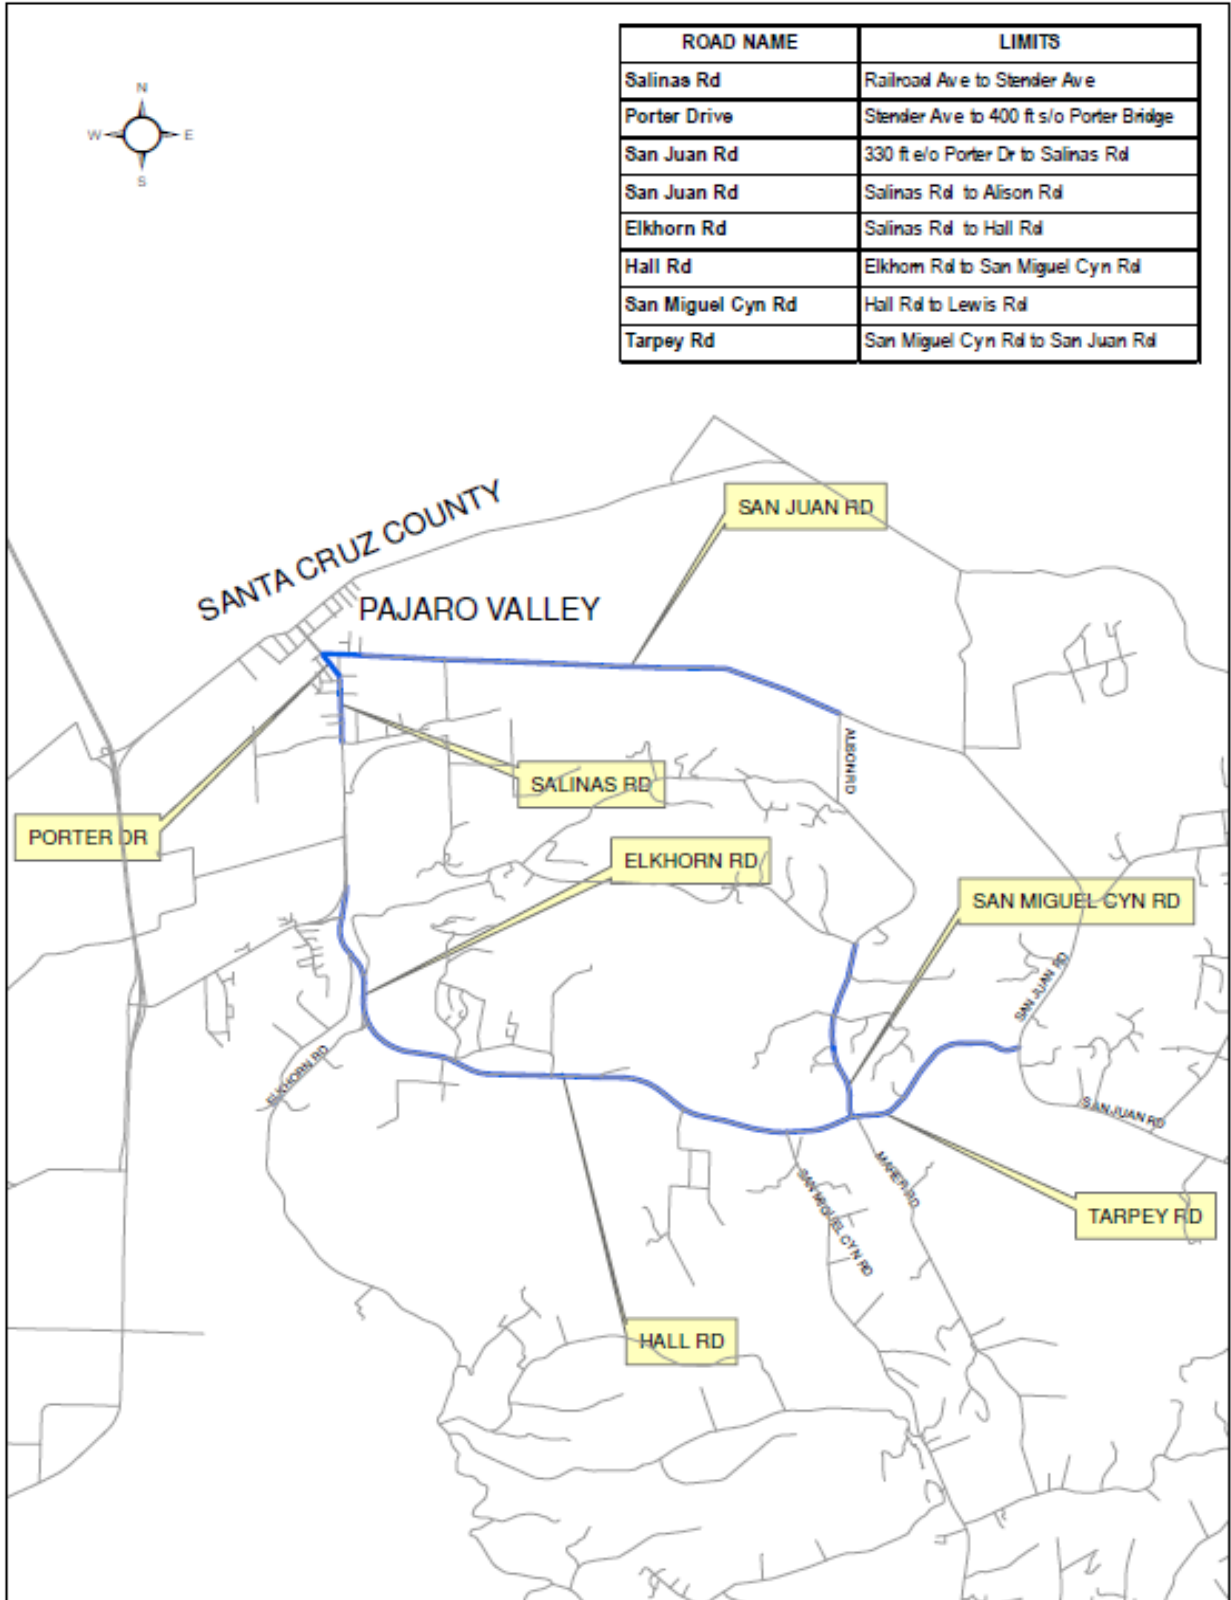 ROAD NAME LIMITS
Salinas Rd Railroad Ave to Stender Ave
Porter Drive Stender Ave to 400 ft s/o Porter Bridge
San Juan Rd 330 ft e/o Porter Dr to Salinas Rd
San Juan Rd Salinas Rd to Alison Rd
Elkhorn Rd Salinas Rd to Hall Rd
Hall Rd Elkhorn Rd to San Miguel Cyn Rd
San Miguel Cyn Rd Hall Rd to Lewis Rd
Tarpey Rd San Miguel Cyn Rd to San Juan Rd
N
W E
S
SANTA CRUZ COUNTY
SAN JUAN RD
PAJARO VALLEY
ALISON RD
SALINAS RD
PORTER DR
ELKHORN RD
SAN MIGUEL CYN RD
SAN JUAN RD
ELKHORN RD
SAN JUAN RD
MAHER RD
SAN MIGUEL CYN RD
TARPEY RD
HALL RD